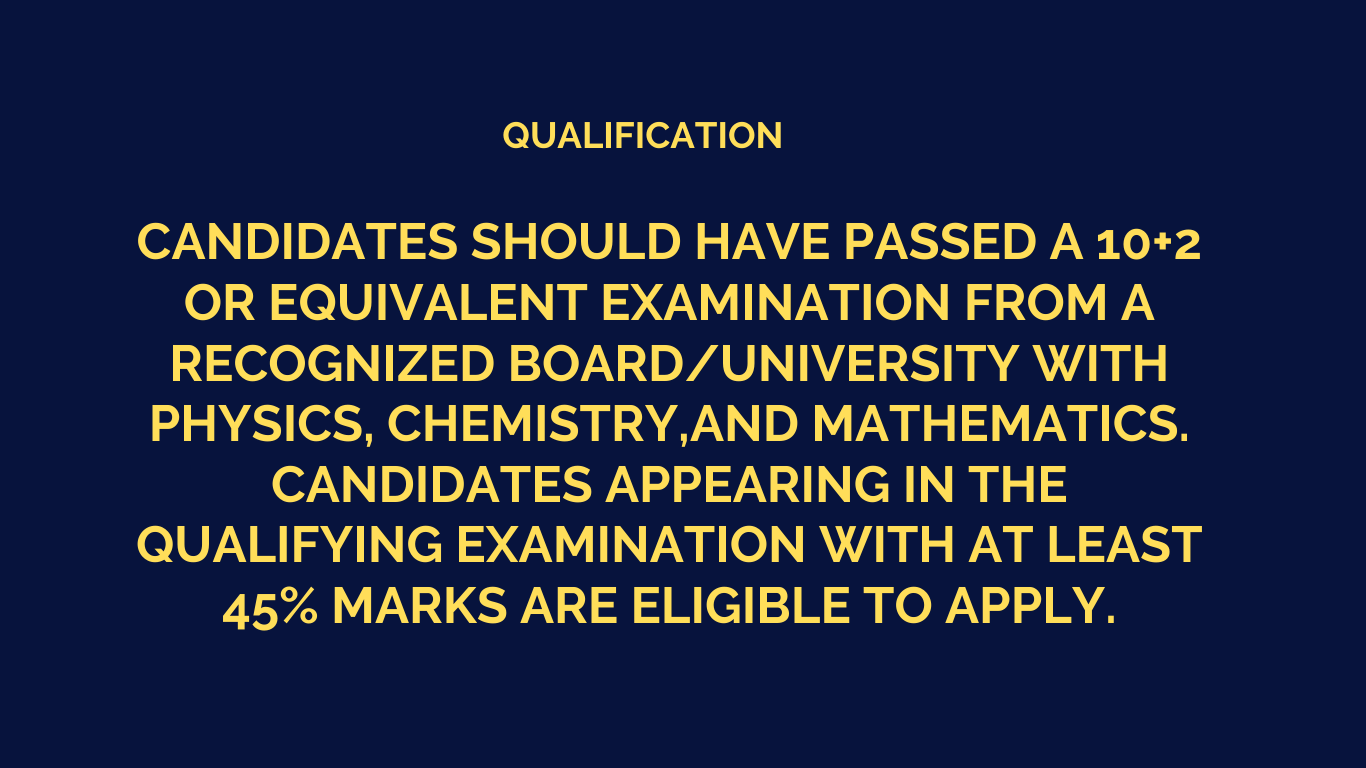 QUALIFICATION
CANDIDATES SHOULD HAVE PASSED A 10+2
OR EQUIVALENT EXAMINATION FROM A
RECOGNIZED BOARD/UNIVERSITY WITH
PHYSICS, CHEMISTRY,AND MATHEMATICS.
CANDIDATES APPEARING IN THE
QUALIFYING EXAMINATION WITH AT LEAST
45% MARKS ARE ELIGIBLE TO APPLY.